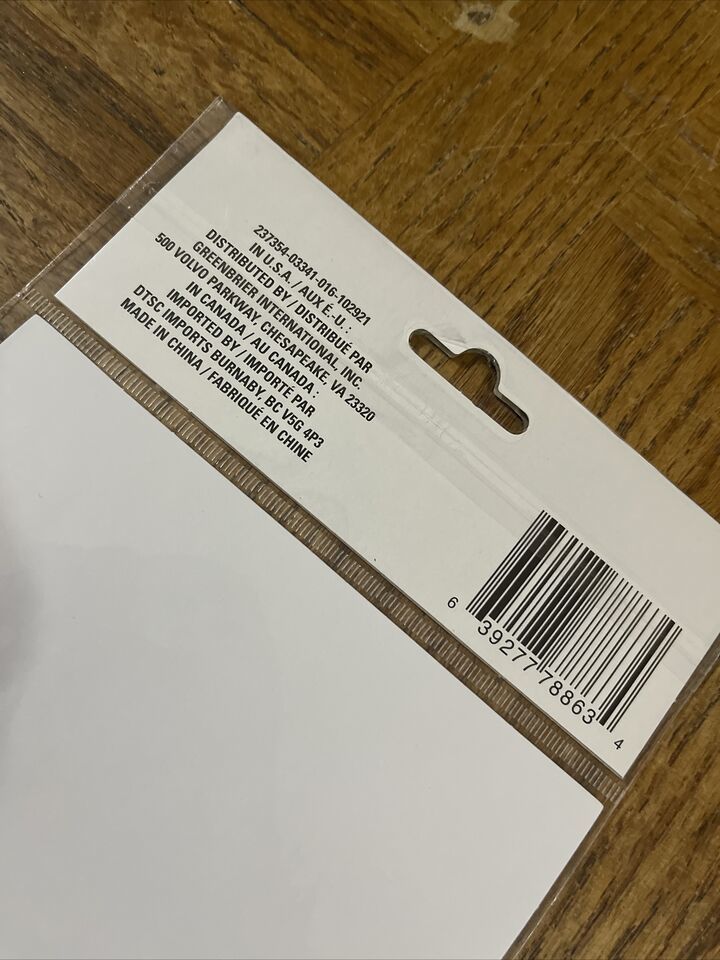 237354-03341-016-102921
IN U.S.A. / AUX E. U. :
DISTRIBUTED BY / DISTRIBUÉ PAR
GREENBRIER INTERNATIONAL, INC.
500 VOLVO PARKWAY, CHESAPEAKE, VA 23320
IN CANADA / AU CANADA :
IMPORTED BY / IMPORTÉ PAR
DTSC IMPORTS BURNABY, BC V5G 4P3
MADE IN CHINA / FABRIQUÉ EN CHINE
6 39277 78863 4